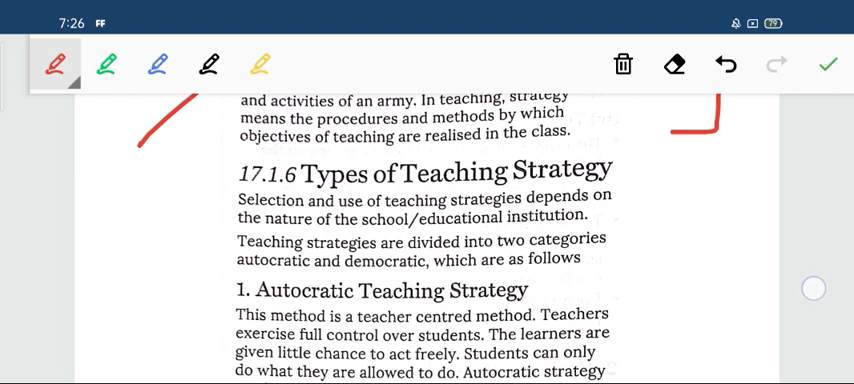 7:26 FF 79
and activities of an army. In teaching, strategy
means the procedures and methods by which
objectives of teaching are realised in the class.
17.1.6 Types of Teaching Strategy
Selection and use of teaching strategies depends on
the nature of the school/educational institution.
Teaching strategies are divided into two categories
autocratic and democratic, which are as follows
1. Autocratic Teaching Strategy
This method is a teacher centred method. Teachers
exercise full control over students. The learners are
given little chance to act freely. Students can only
do what they are allowed to do. Autocratic strategy